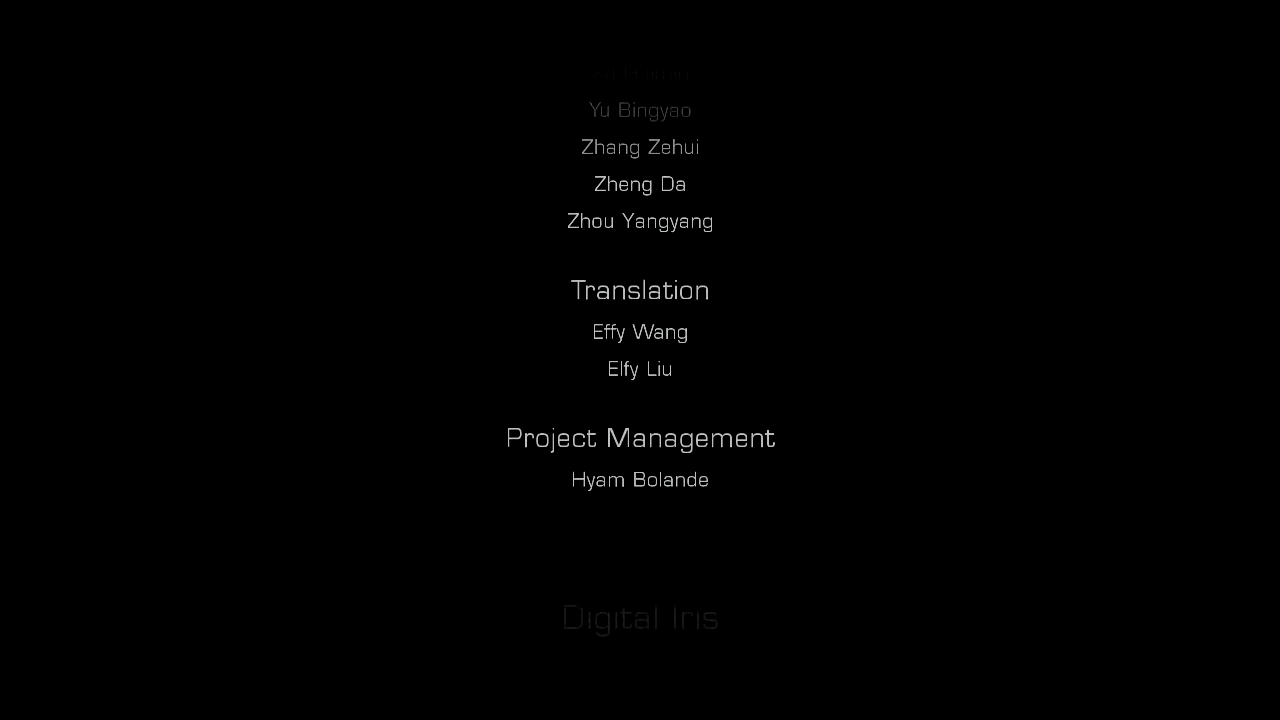 Yu Bingyao
Zhang Zehui
Zheng Da
Zhou Yangyang
Translation
Effy Wang
Elfy Liu
Project Management
Hyam Bolande
Digital Iris